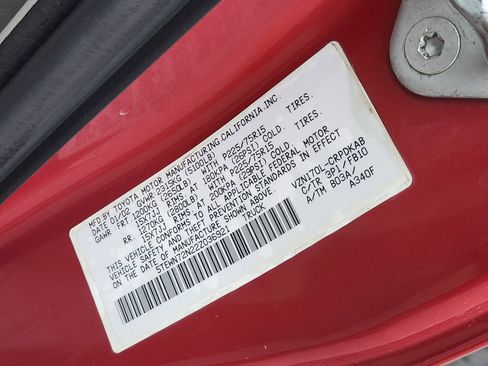 MFD BY: TOYOTA MOTOR MANUFACTURING,CALIFORNIA,INC.
01/02 GVWR 2312KG (5100LB)
GAWR FRT 1200KG (2650LB) WITH P225/75R15 TIRES,
15X7JJ RIMS AT 180KPA (26PSI) COLD.
RR 1270KG (2800LB) WITH P225/75R15 TIRES,
15X7JJ RIMS AT 200KPA (29PSI) COLD.
THIS VEHICLE CONFORMS TO ALL APPLICABLE FEDERAL MOTOR
VEHICLE SAFETY AND THEFT PREVENTION STANDARDS IN EFFECT
ON THE DATE OF MANUFACTURE SHOWN ABOVE.
5TEWN72N22Z036921 TRUCK
VZN170L-CRPDKAB
C/TR 3P1/FB10
A/TM B03A/
A340F